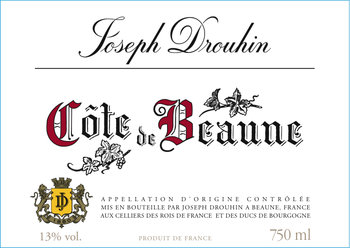 Joseph Drouhin
Côte de Beaune
APPELLATION D'ORIGINE CONTRÔLÉE
MIS EN BOUTEILLE PAR JOSEPH DROUHIN A BEAUNE, FRANCE
AUX CELLIERS DES ROIS DE FRANCE ET DES DUCS DE BOURGOGNE
JD
13% vol.
PRODUIT DE FRANCE
750 ml